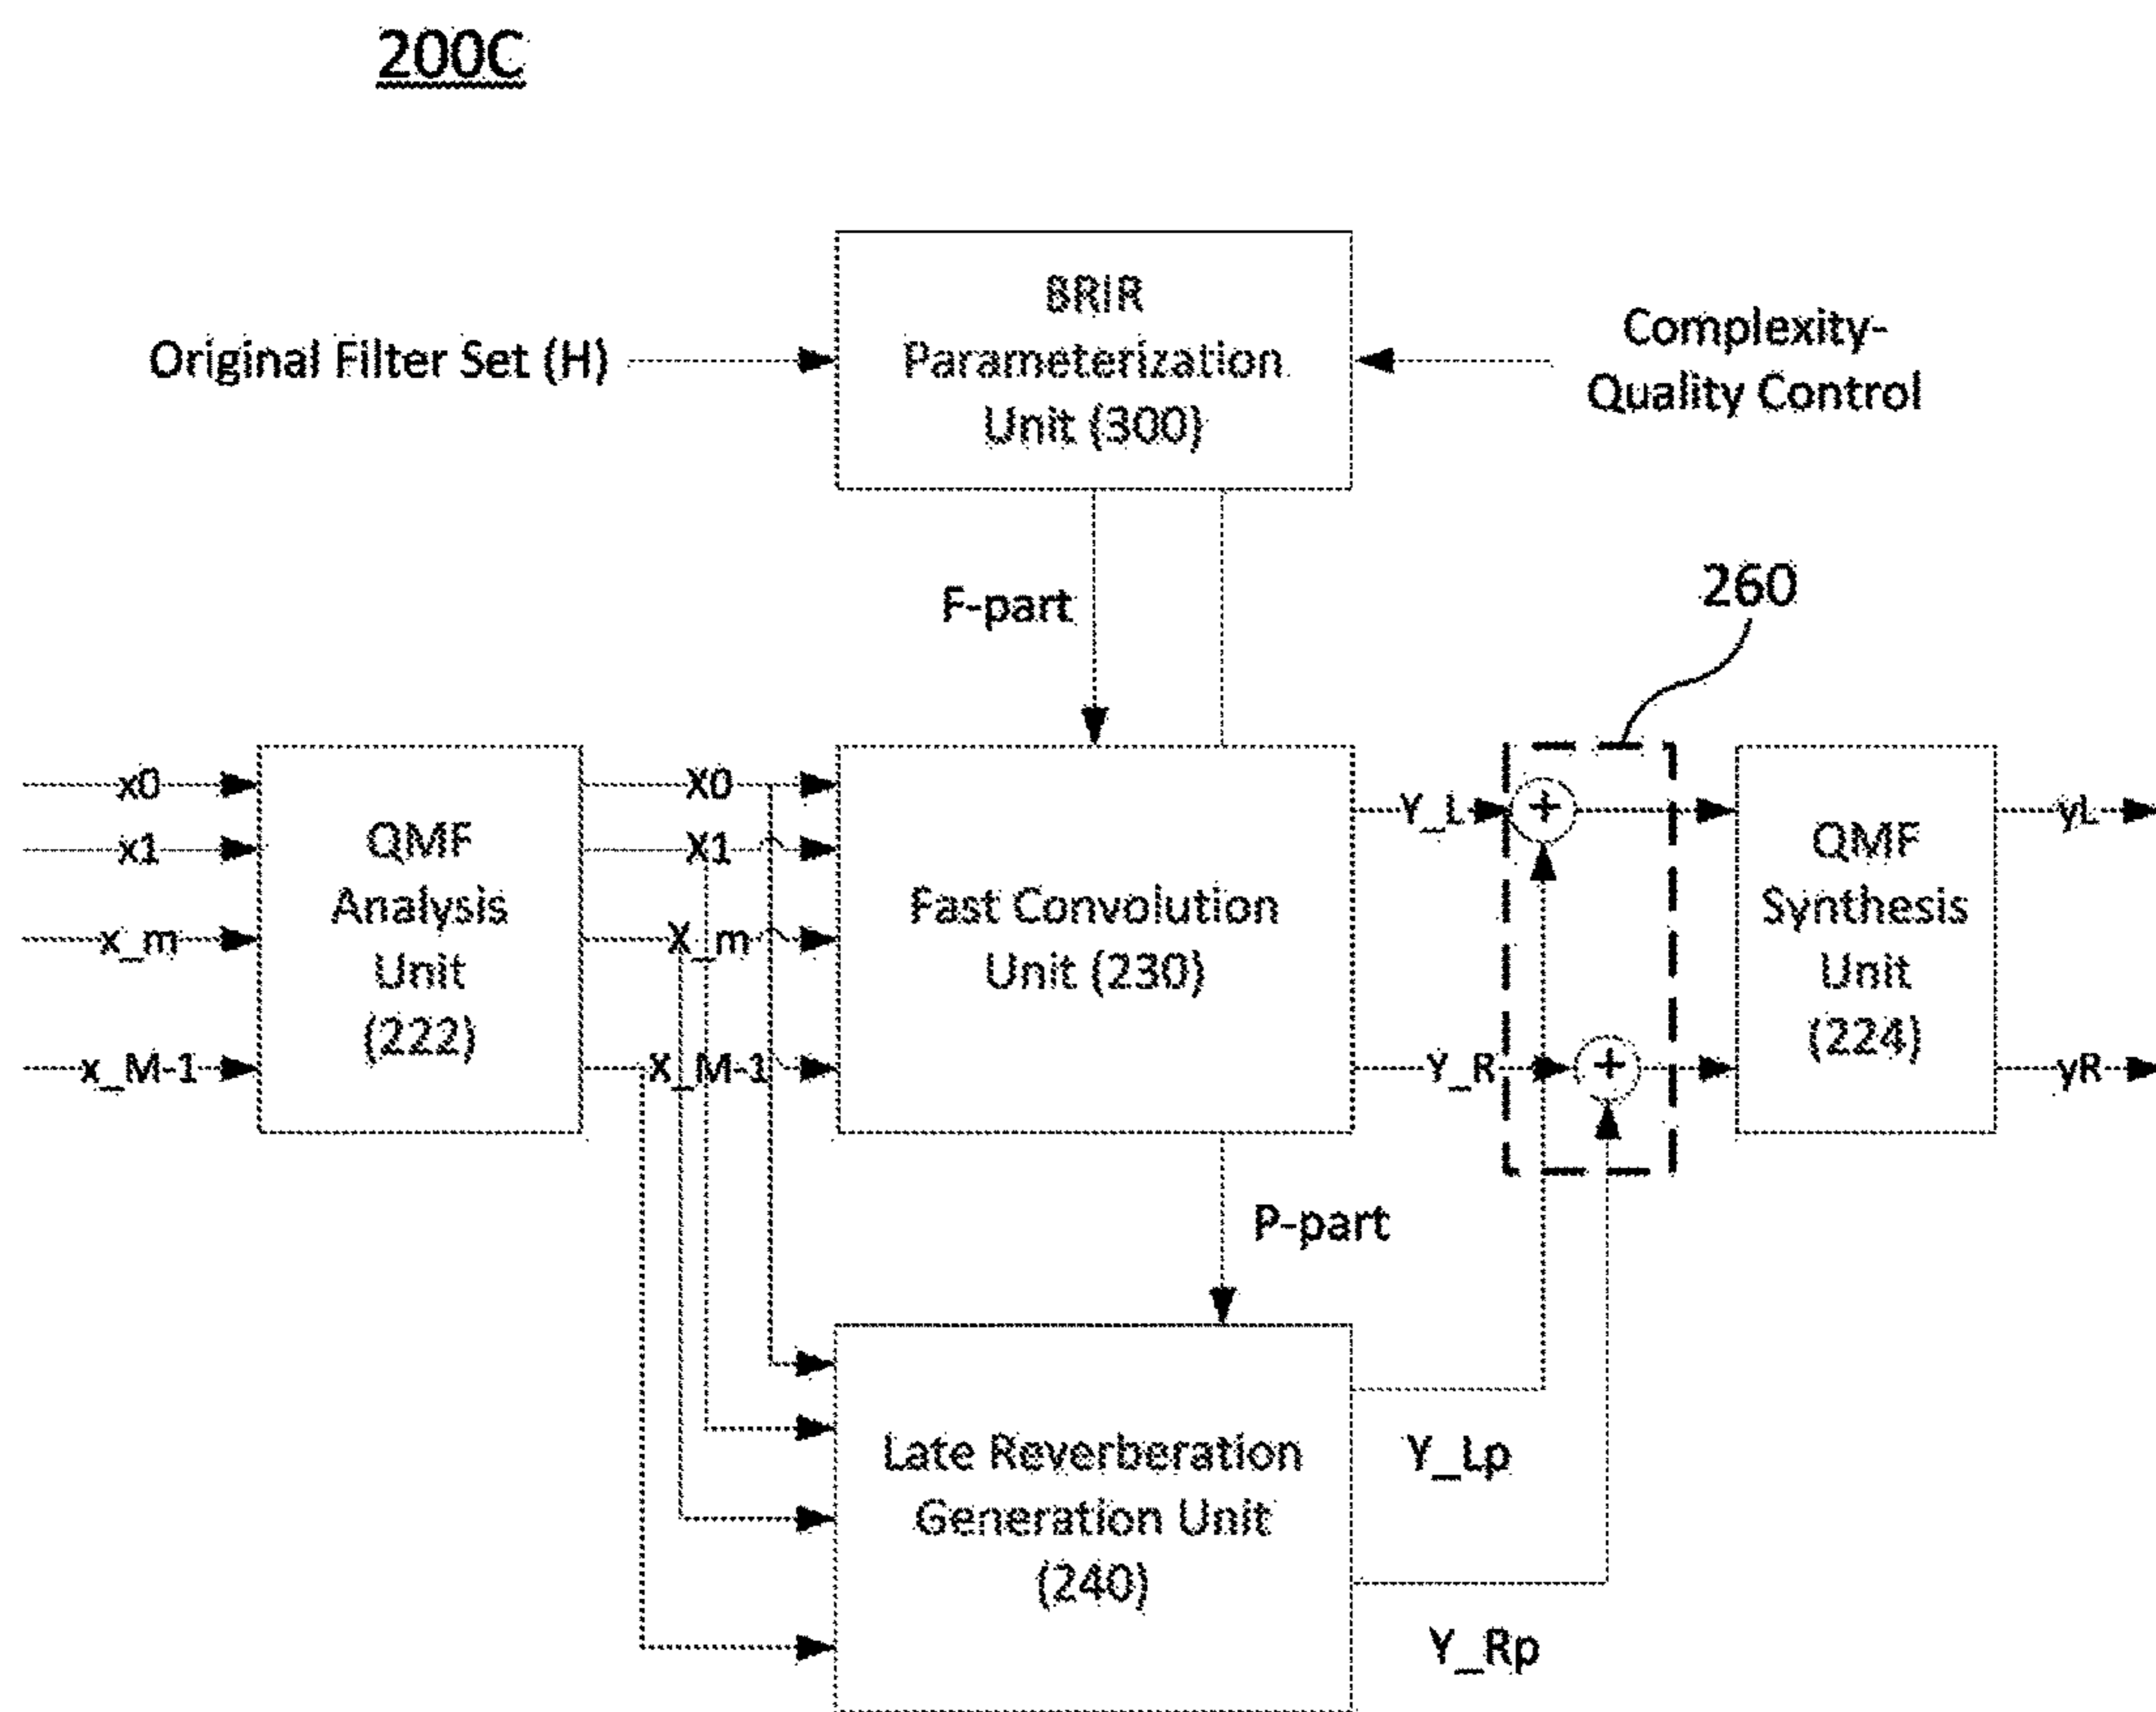 200C
BRIR
Parameterization
Unit (300)
Original Filter Set (H)
Complexity-
Quality Control
F-part
260
x0
x1
x_m
x_M-1
QMF
Analysis
Unit
(222)
X0
X1
X_m
X_M-1
Fast Convolution
Unit (230)
Y_L
Y_R
+
+
QMF
Synthesis
Unit
(224)
yL
yR
P-part
Late Reverberation
Generation Unit
(240)
Y_Lp
Y_Rp